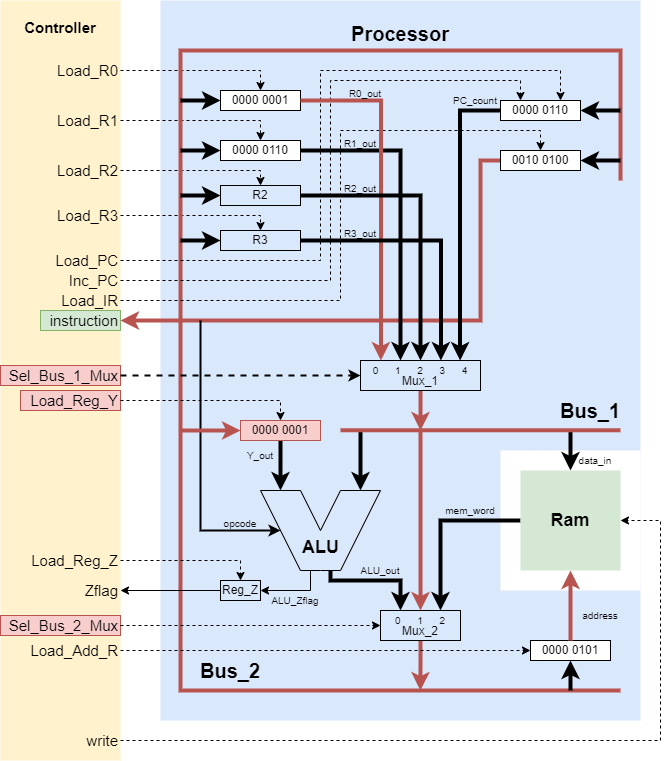 Controller
Processor
Load_R0
0000 0001
R0_out
PC_count
0000 0110
Load_R1
0000 0110
R1_out
0010 0100
Load_R2
R2
R2_out
Load_R3
R3
R3_out
Load_PC
Inc_PC
Load_IR
instruction
0 1 2 3 4
Mux_1
Sel_Bus_1_Mux
Load_Reg_Y
0000 0001
Bus_1
Y_out
data_in
mem_word
Ram
opcode
ALU
Load_Reg_Z
ALU_out
Zflag
Reg_Z
ALU_Zflag
address
Sel_Bus_2_Mux
0 1 2
Mux_2
Load_Add_R
0000 0101
Bus_2
write